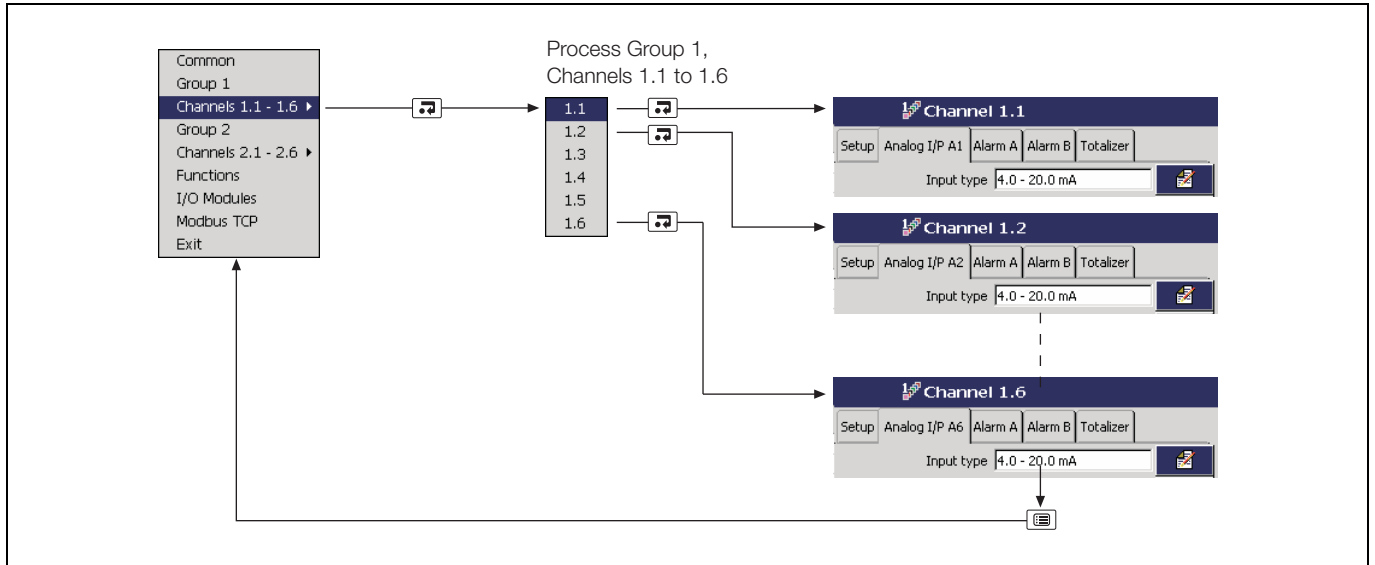 Common
Group 1
Channels 1.1 - 1.6
Group 2
Channels 2.1 - 2.6
Functions
I/O Modules
Modbus TCP
Exit
Process Group 1,
Channels 1.1 to 1.6
1.1
1.2
1.3
1.4
1.5
1.6
Channel 1.1
Setup Analog I/P A1 Alarm A Alarm B Totalizer
Input type 4.0 - 20.0 mA
Channel 1.2
Setup Analog I/P A2 Alarm A Alarm B Totalizer
Input type 4.0 - 20.0 mA
Channel 1.6
Setup Analog I/P A6 Alarm A Alarm B Totalizer
Input type 4.0 - 20.0 mA